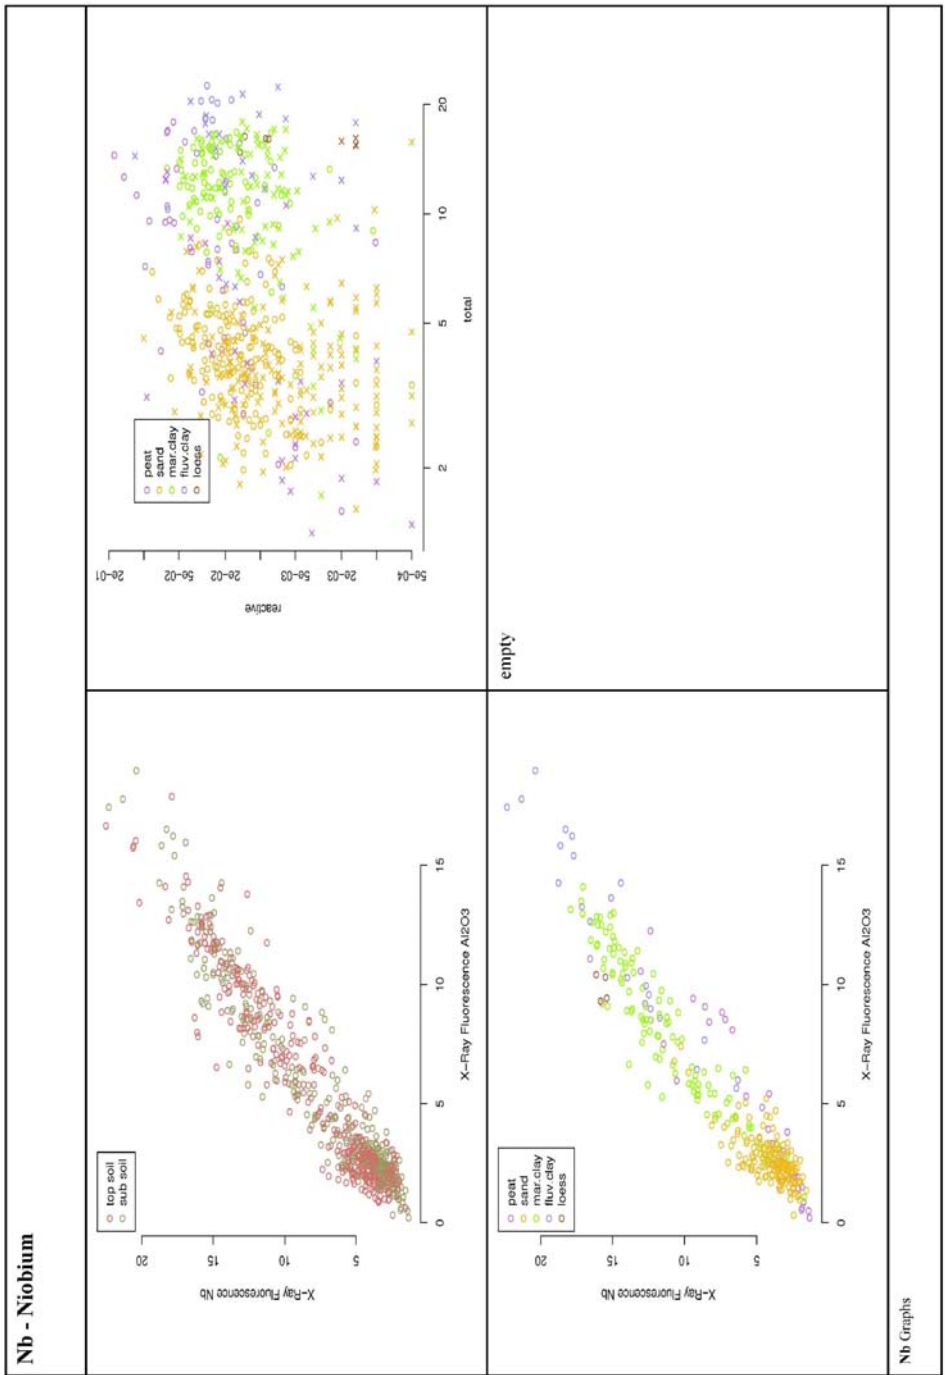 Nb - Niobium
top soil
sub soil
X-Ray Fluorescence Nb
5
10
15
20
0
5
10
15
X-Ray Fluorescence Al2O3
peat
sand
mar.clay
fluv.clay
loess
reactive
5e-04
2e-03
5e-03
2e-02
5e-02
2e-01
2
5
10
20
total
peat
sand
mar.clay
fluv.clay
loess
X-Ray Fluorescence Nb
5
10
15
20
0
5
10
15
X-Ray Fluorescence Al2O3
empty
Nb Graphs